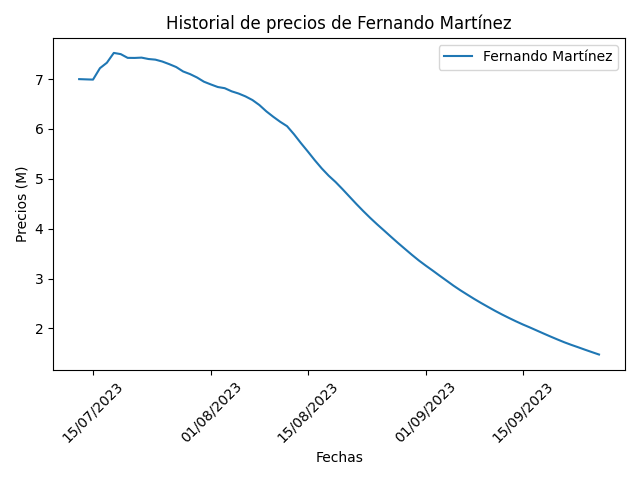 Historial de precios de Fernando Martínez
Fernando Martínez
Precios (M)
7
6
5
4
3
2
15/07/2023
01/08/2023
15/08/2023
01/09/2023
15/09/2023
Fechas